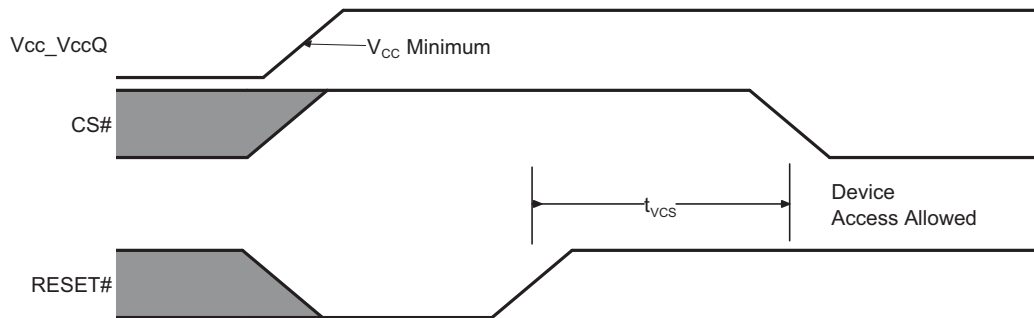 Vcc_VccQ
VCC Minimum
CS#
tVCS
Device
Access Allowed
RESET#